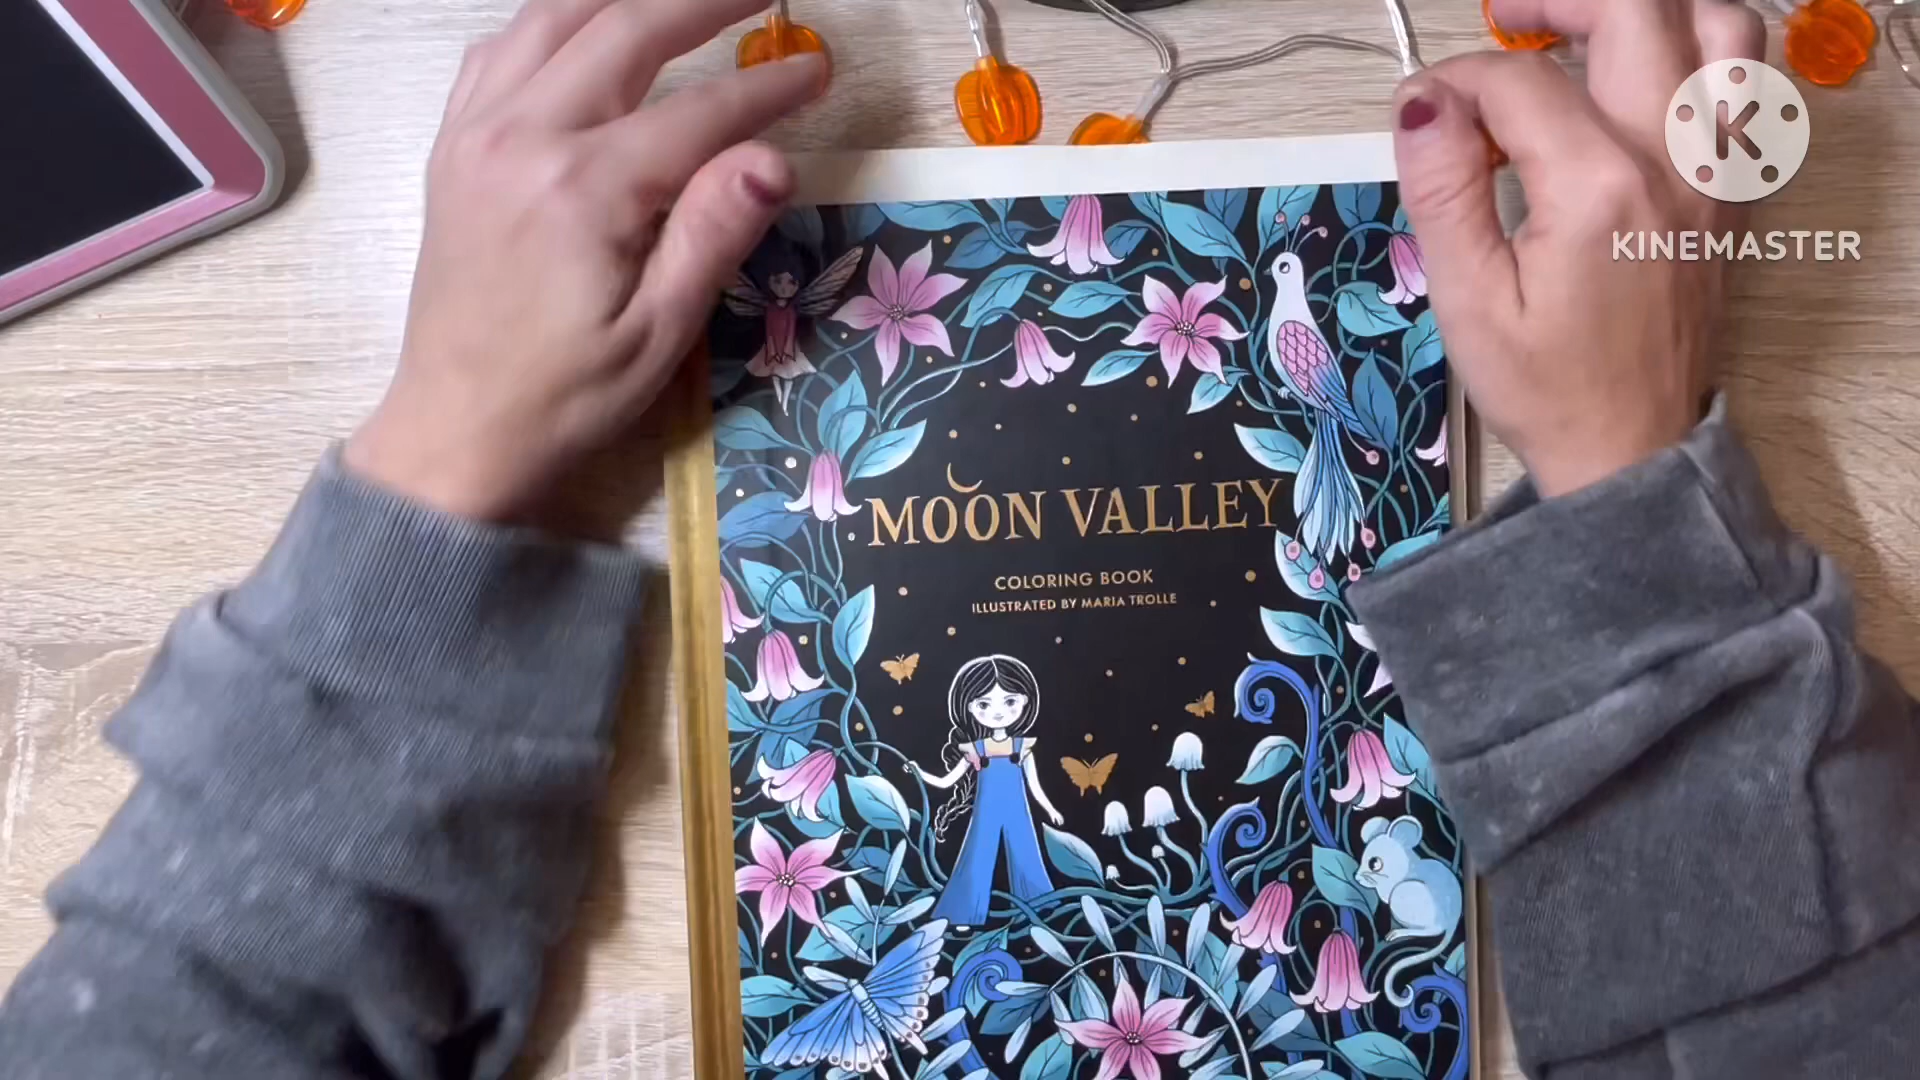 K
KINEMASTER
MOON VALLEY
COLORING BOOK
ILLUSTRATED BY MARIA TROLLE